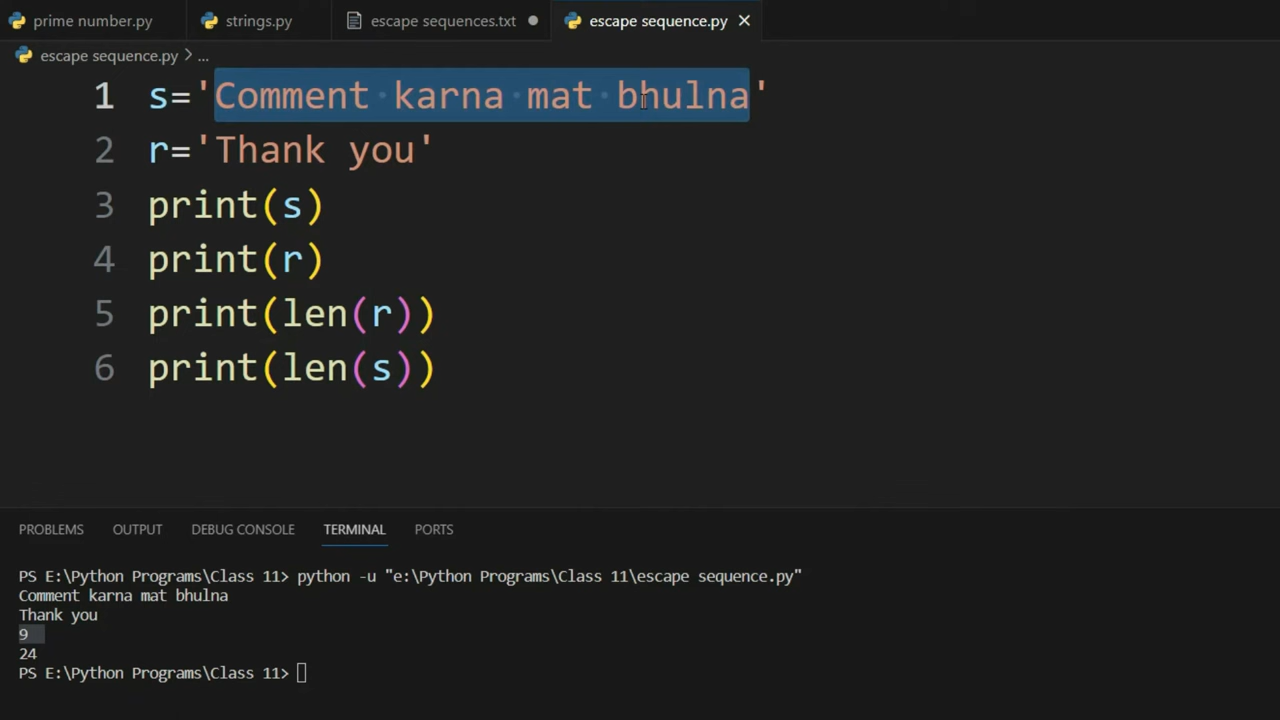 prime number.py strings.py escape sequences.txt escape sequence.py
escape sequence.py > ...
1 s='Comment karna mat bhulna'
2 r='Thank you'
3 print(s)
4 print(r)
5 print(len(r))
6 print(len(s))
PROBLEMS OUTPUT DEBUG CONSOLE TERMINAL PORTS
PS E:\Python Programs\Class 11> python -u "e:\Python Programs\Class 11\escape sequence.py"
Comment karna mat bhulna
Thank you
9
24
PS E:\Python Programs\Class 11>